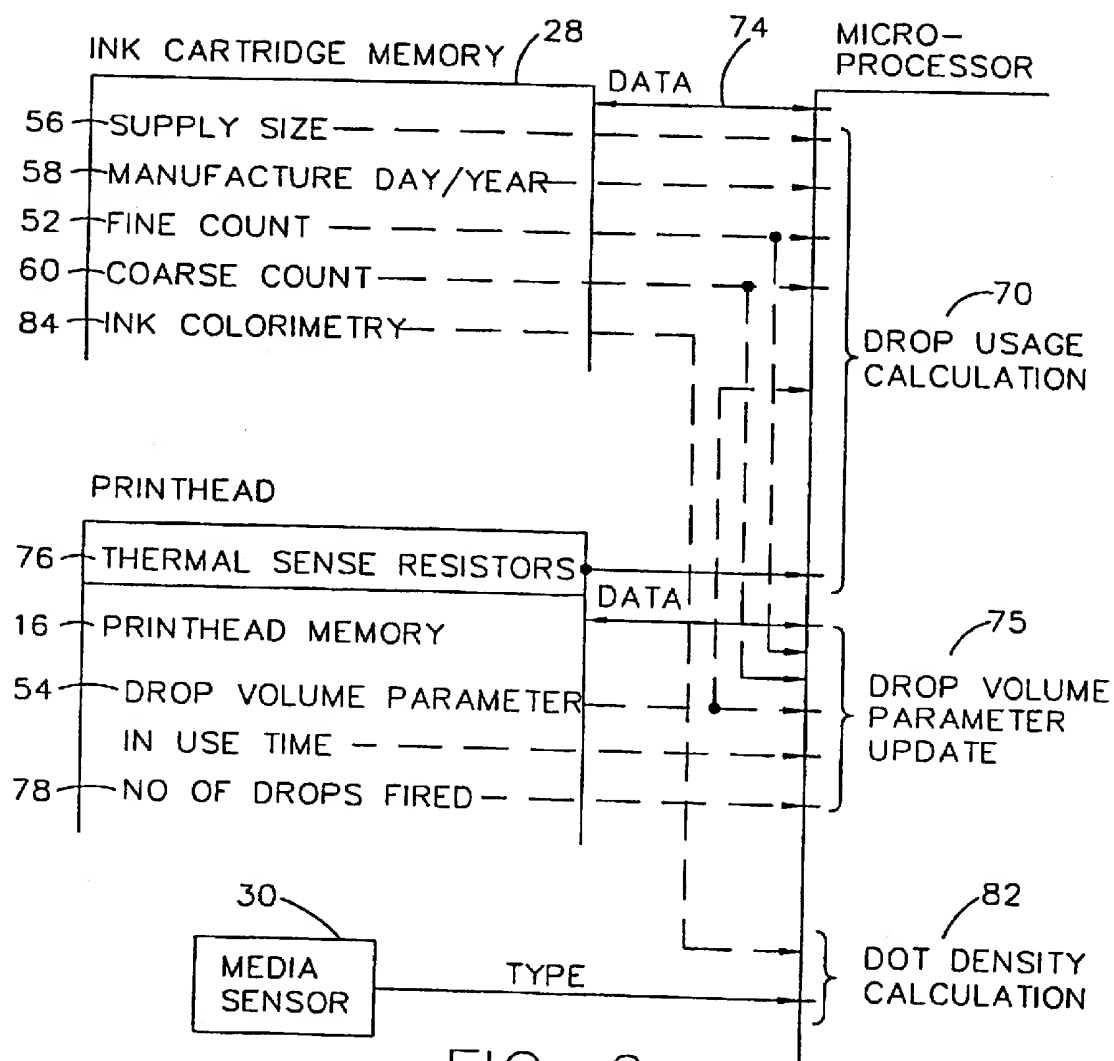 INK CARTRIDGE MEMORY
28
74
MICRO-
PROCESSOR
DATA
56 SUPPLY SIZE
58 MANUFACTURE DAY/YEAR
52 FINE COUNT
60 COARSE COUNT
84 INK COLORIMETRY
70
DROP USAGE
CALCULATION
PRINTHEAD
76 THERMAL SENSE RESISTORS
DATA
16 PRINTHEAD MEMORY
54 DROP VOLUME PARAMETER
IN USE TIME
78 NO OF DROPS FIRED
75
DROP VOLUME
PARAMETER
UPDATE
30
MEDIA
SENSOR
TYPE
82
DOT DENSITY
CALCULATION